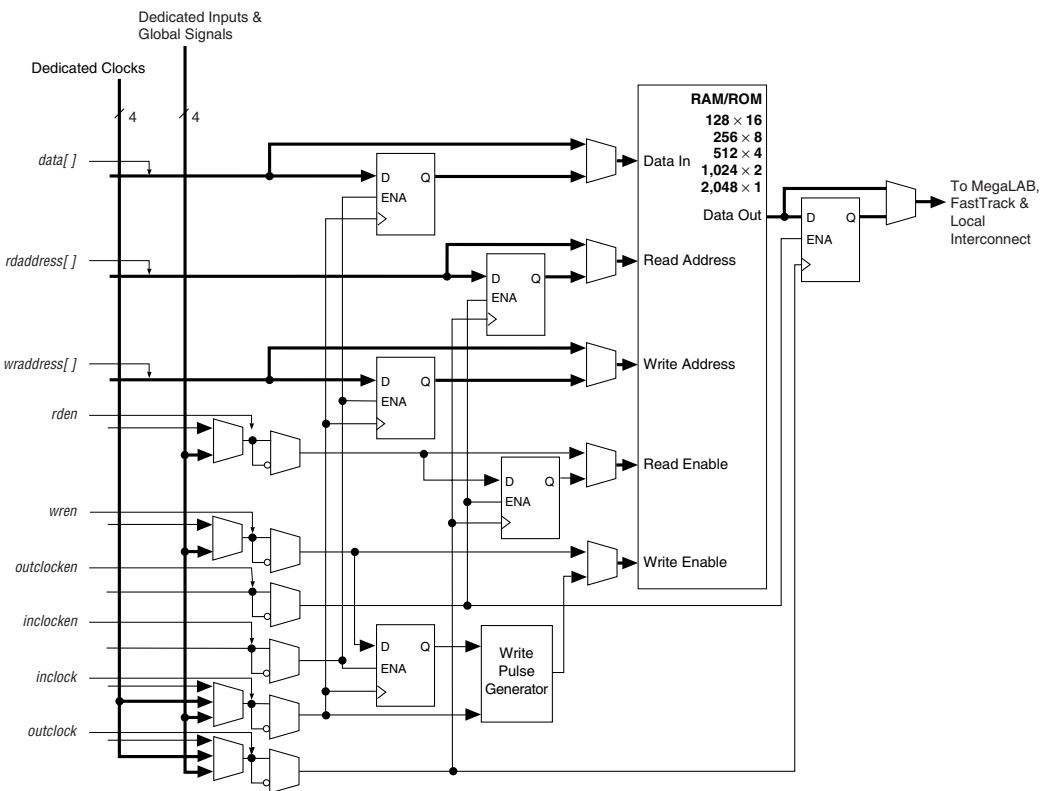 Dedicated Inputs &
Global Signals
Dedicated Clocks
4
4
data[ ]
rdaddress[ ]
wraddress[ ]
rden
wren
outclocken
inclocken
inclock
outclock
D
Q
ENA
D
Q
ENA
D
Q
ENA
D
Q
ENA
D
Q
ENA
Write
Pulse
Generator
RAM/ROM
128 × 16
256 × 8
512 × 4
1,024 × 2
2,048 × 1
Data In
Data Out
Read Address
Write Address
Read Enable
Write Enable
D
Q
ENA
To MegaLAB,
FastTrack &
Local
Interconnect